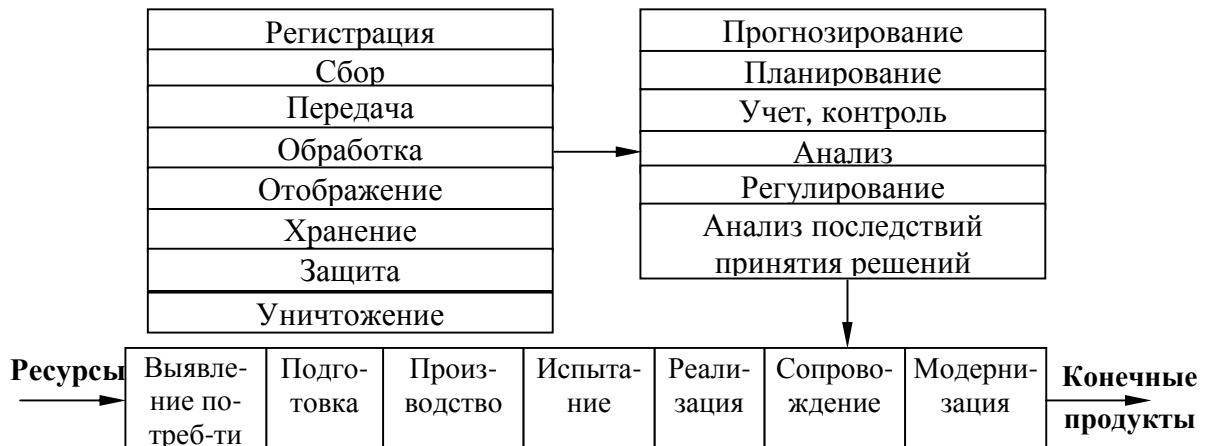 Регистрация
Сбор
Передача
Обработка
Отображение
Хранение
Защита
Уничтожение
Прогнозирование
Планирование
Учет, контроль
Анализ
Регулирование
Анализ последствий
принятия решений
Ресурсы
Выявле-
ние по-
треб-ти
Подго-
товка
Произ-
водство
Испыта-
ние
Реали-
зация
Сопрово-
ждение
Модерни-
зация
Конечные
продукты